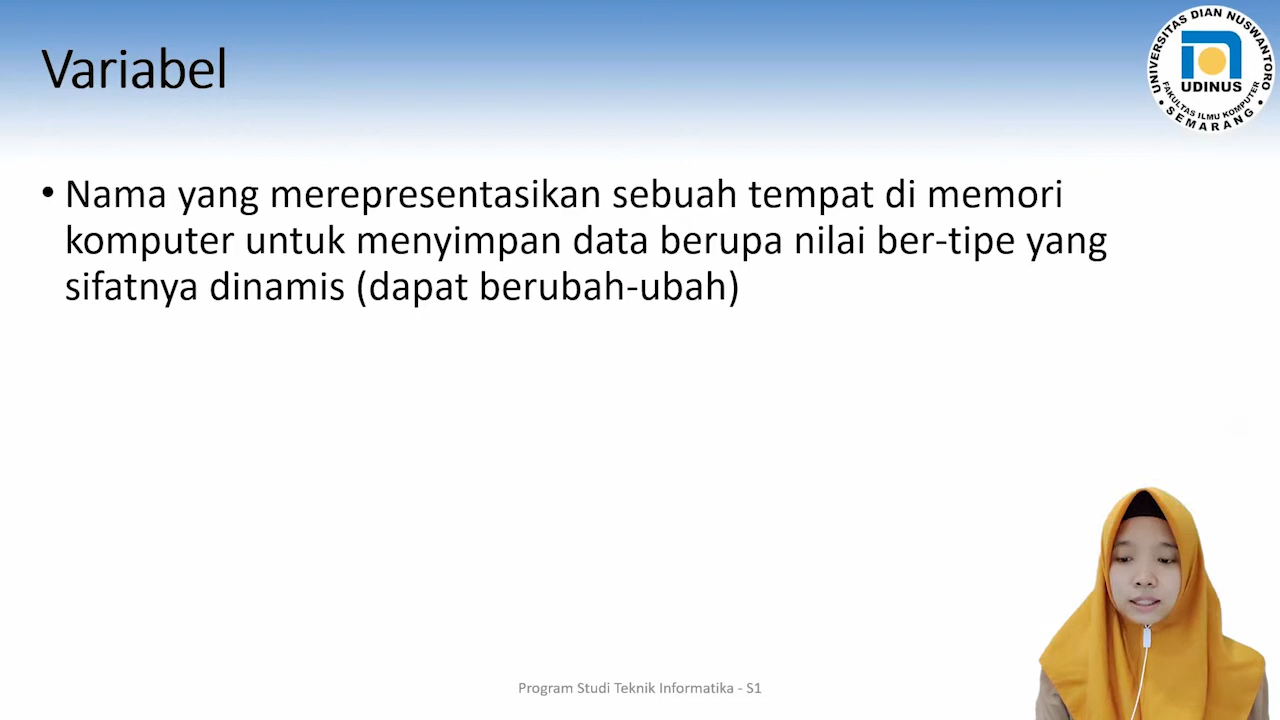 Variabel
UNIVERSITAS DIAN NUSWANTORO
UDINUS
FAKULTAS ILMU KOMPUTER
• SEMARANG •
• Nama yang merepresentasikan sebuah tempat di memori
komputer untuk menyimpan data berupa nilai ber-tipe yang
sifatnya dinamis (dapat berubah-ubah)
Program Studi Teknik Informatika - S1